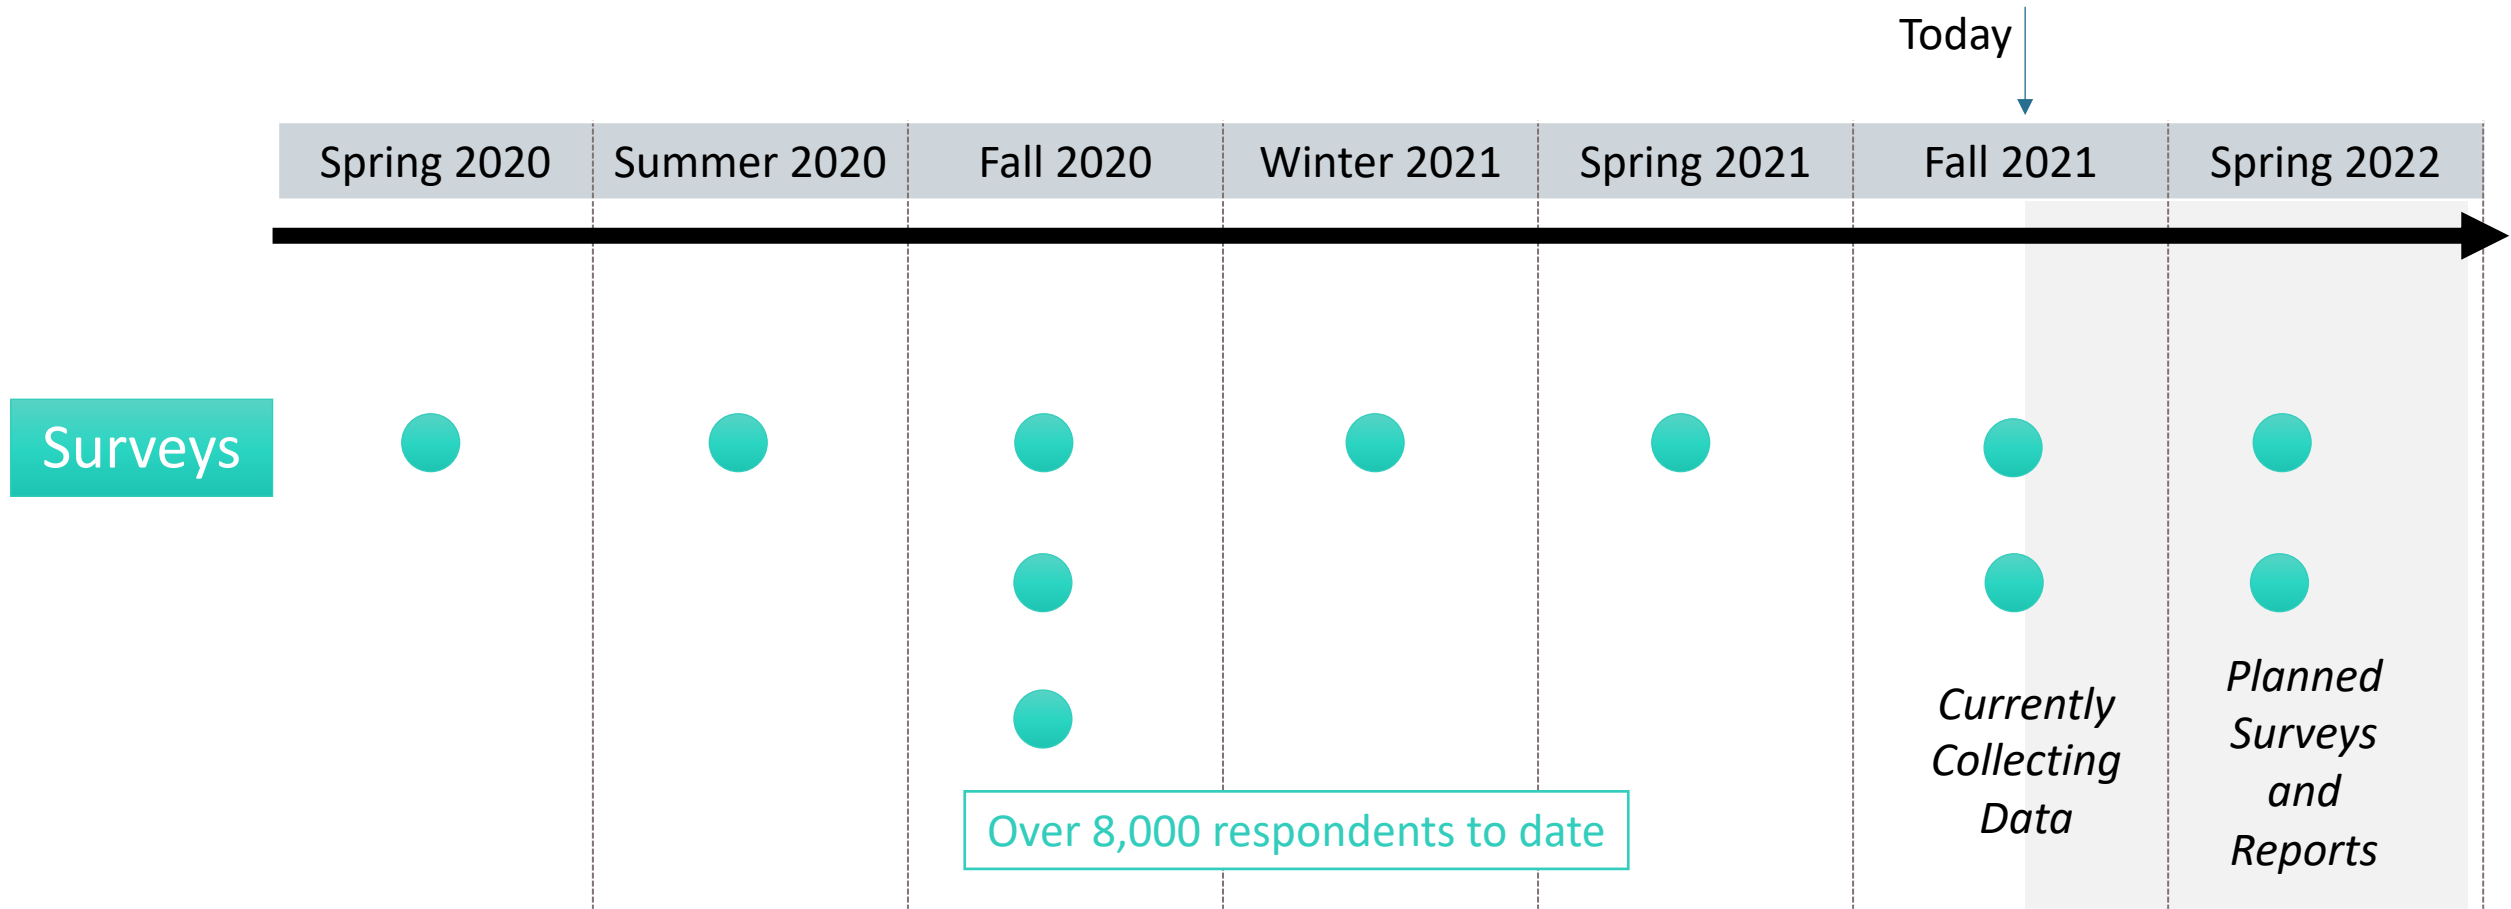 Today
Spring 2020
Summer 2020
Fall 2020
Winter 2021
Spring 2021
Fall 2021
Spring 2022
Surveys
Over 8,000 respondents to date
Currently
Collecting
Data
Planned
Surveys
and
Reports